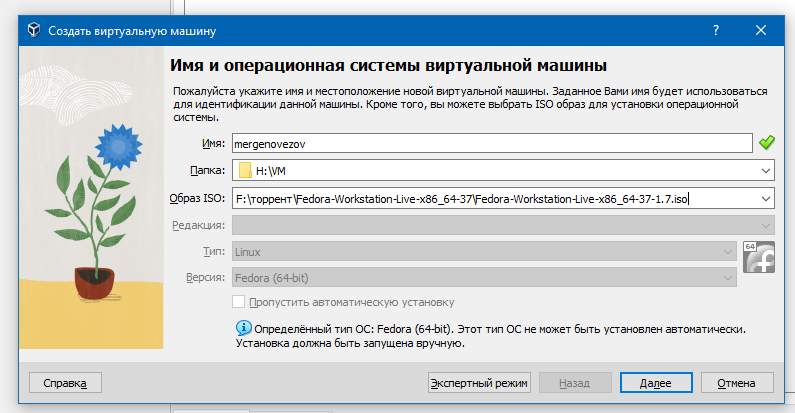 Создать виртуальную машину
?
Имя и операционная системы виртуальной машины
Пожалуйста укажите имя и местоположение новой виртуальной машины. Заданное Вами имя будет использоваться
для идентификации данной машины. Кроме того, вы можете выбрать ISO образ для установки операционной
системы.
Имя: mergenovezov
Папка: H:\VM
Образ ISO: F:\торрент\Fedora-Workstation-Live-x86_64-37\Fedora-Workstation-Live-x86_64-37-1.7.iso
Редакция:
Тип: Linux
64
Версия: Fedora (64-bit)
Пропустить автоматическую установку
Определённый тип ОС: Fedora (64-bit). Этот тип ОС не может быть установлен автоматически.
Установка должна быть запущена вручную.
Справка Экспертный режим Назад Далее Отмена